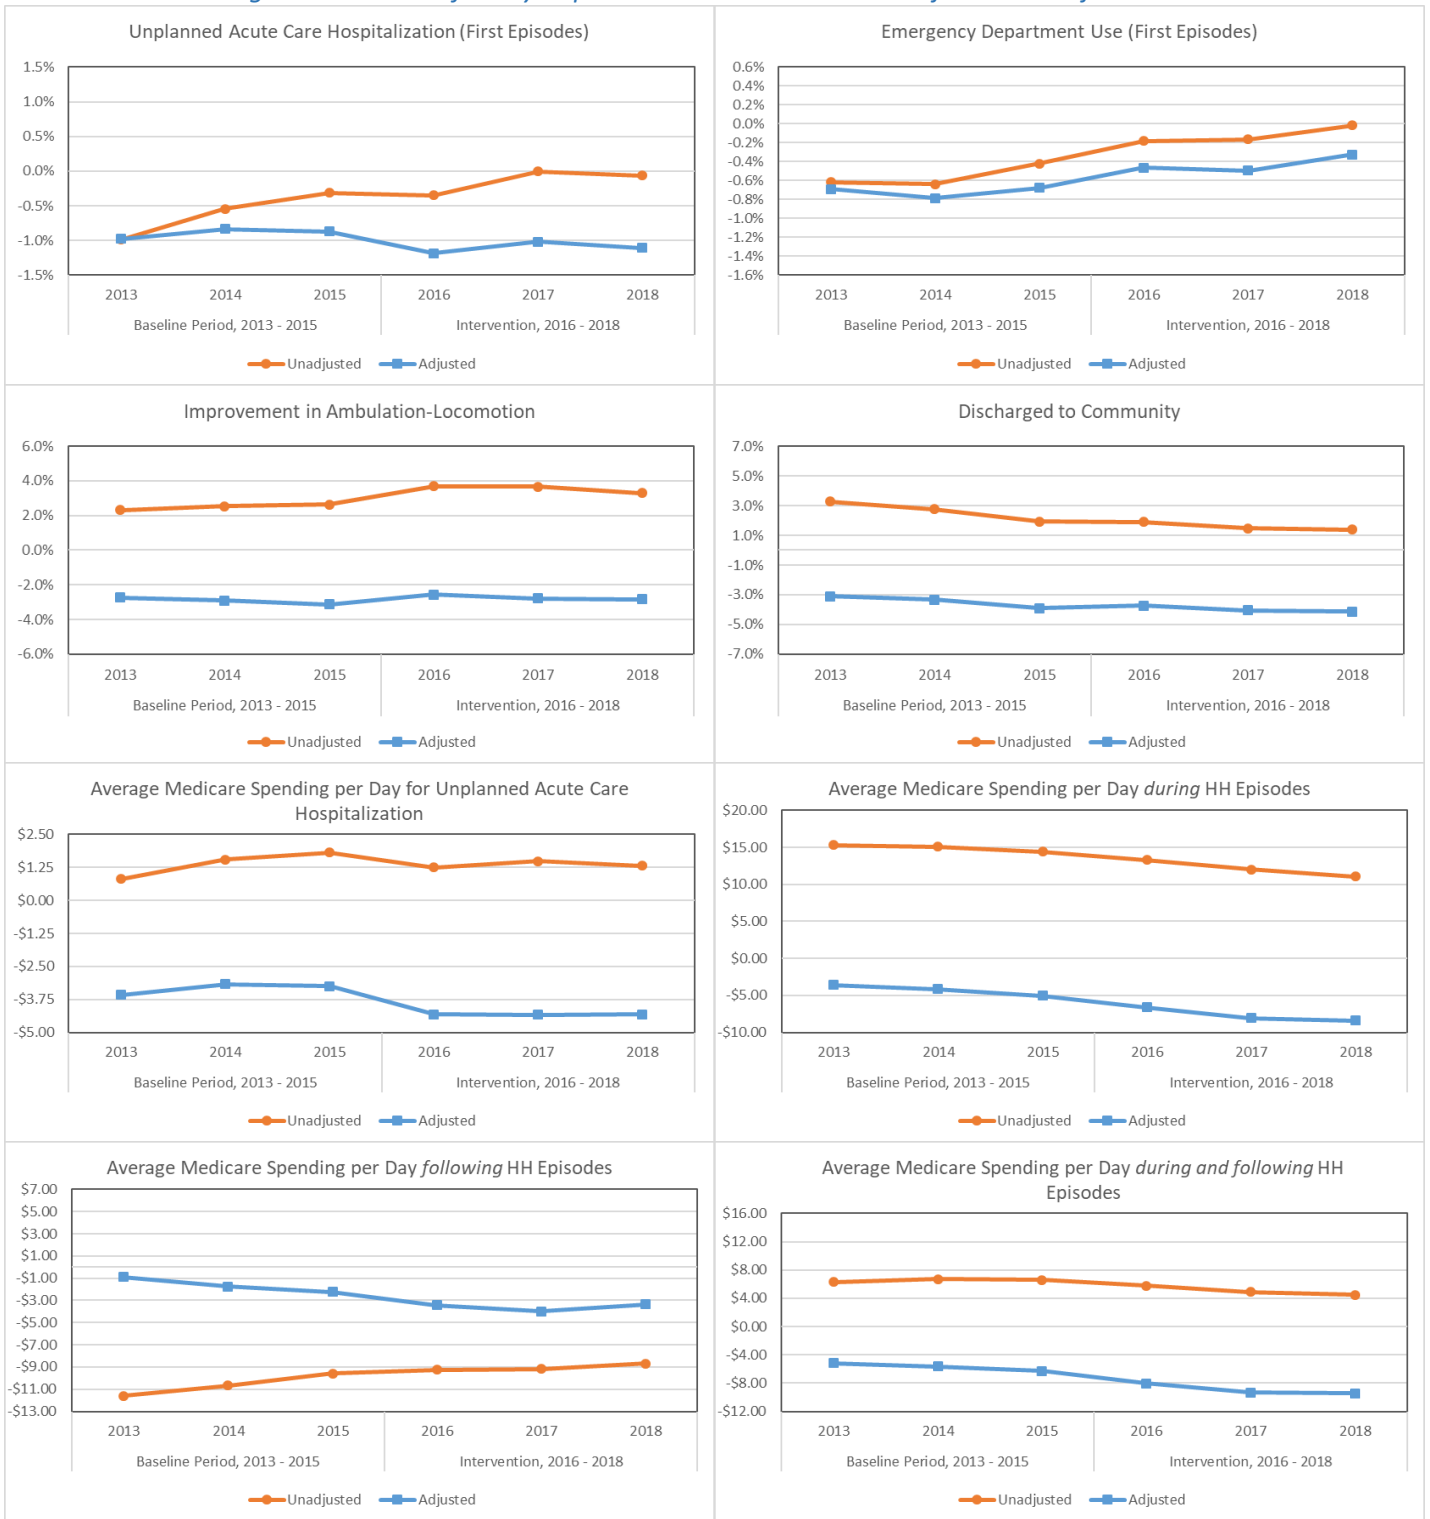 Unplanned Acute Care Hospitalization (First Episodes)
1.5%
1.0%
0.5%
0.0%
-0.5%
-1.0%
-1.5%
2013 2014 2015 2016 2017 2018
Baseline Period, 2013 - 2015 Intervention, 2016 - 2018
Unadjusted Adjusted
Emergency Department Use (First Episodes)
0.6%
0.4%
0.2%
0.0%
-0.2%
-0.4%
-0.6%
-0.8%
-1.0%
-1.2%
-1.4%
-1.6%
2013 2014 2015 2016 2017 2018
Baseline Period, 2013 - 2015 Intervention, 2016 - 2018
Unadjusted Adjusted
Improvement in Ambulation-Locomotion
6.0%
4.0%
2.0%
0.0%
-2.0%
-4.0%
-6.0%
2013 2014 2015 2016 2017 2018
Baseline Period, 2013 - 2015 Intervention, 2016 - 2018
Unadjusted Adjusted
Discharged to Community
7.0%
5.0%
3.0%
1.0%
-1.0%
-3.0%
-5.0%
-7.0%
2013 2014 2015 2016 2017 2018
Baseline Period, 2013 - 2015 Intervention, 2016 - 2018
Unadjusted Adjusted
Average Medicare Spending per Day for Unplanned Acute Care
Hospitalization
$2.50
$1.25
$0.00
-$1.25
-$2.50
-$3.75
-$5.00
2013 2014 2015 2016 2017 2018
Baseline Period, 2013 - 2015 Intervention, 2016 - 2018
Unadjusted Adjusted
Average Medicare Spending per Day during HH Episodes
$20.00
$15.00
$10.00
$5.00
$0.00
-$5.00
-$10.00
2013 2014 2015 2016 2017 2018
Baseline Period, 2013 - 2015 Intervention, 2016 - 2018
Unadjusted Adjusted
Average Medicare Spending per Day following HH Episodes
$7.00
$5.00
$3.00
$1.00
-$1.00
-$3.00
-$5.00
-$7.00
-$9.00
-$11.00
-$13.00
2013 2014 2015 2016 2017 2018
Baseline Period, 2013 - 2015 Intervention, 2016 - 2018
Unadjusted Adjusted
Average Medicare Spending per Day during and following HH
Episodes
$16.00
$12.00
$8.00
$4.00
$0.00
-$4.00
-$8.00
-$12.00
2013 2014 2015 2016 2017 2018
Baseline Period, 2013 - 2015 Intervention, 2016 - 2018
Unadjusted Adjusted